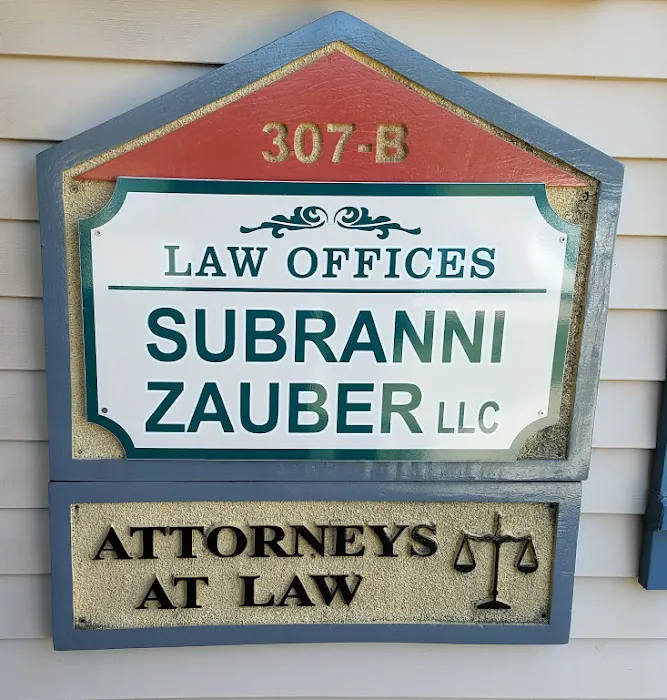 307-B
LAW OFFICES
SUBRANNI
ZAUBER LLC
ATTORNEYS
AT LAW